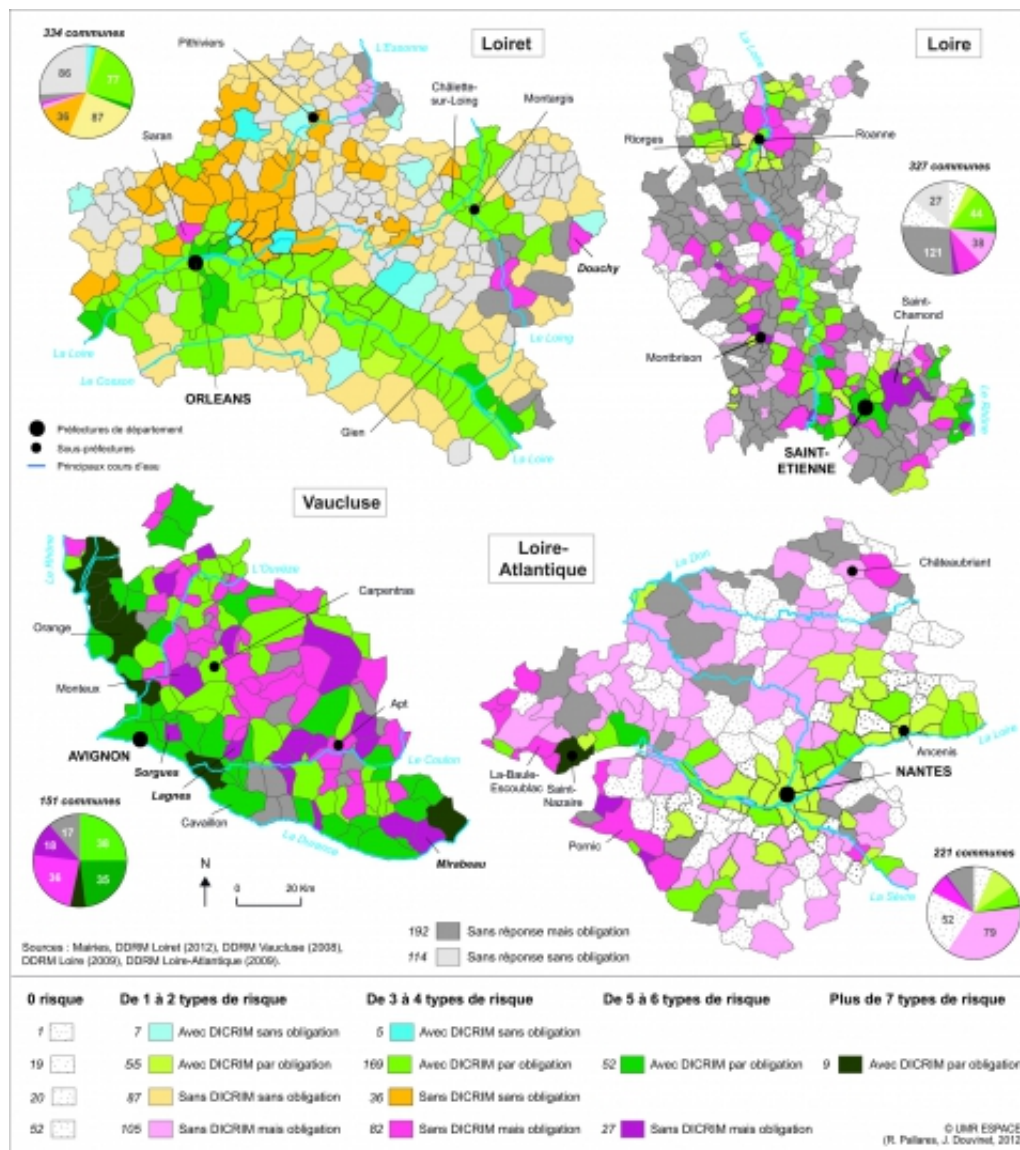 334 communes
Loiret
Pithiviers
L'Essonne
Châlette-sur-Loing
Montargis
86
77
36
87
Saran
Douchy
La Loire
Le Cosson
Le Loing
ORLEANS
Gien
La Loire
Préfectures de département
Sous-préfectures
Principaux cours d'eau
Loire
La Loire
Riorges
Roanne
327 communes
27
44
38
121
Saint-Chamond
Montbrison
Le Rhône
SAINT-ETIENNE
Vaucluse
Le Rhône
L'Ouvèze
Carpentras
Orange
Monteux
Apt
AVIGNON
Le Coulon
Sorgues
Lagnes
Cavaillon
La Durance
Mirabeau
151 communes
17
18
38
36
35
N
0 20 Km
Loire-Atlantique
Le Don
Châteaubriant
La Loire
Ancenis
La-Baule-Escoublac
Saint-Nazaire
NANTES
Pornic
La Sèvre
221 communes
52
79
Sources : Mairies, DDRM Loiret (2012), DDRM Vaucluse (2008),
DDRM Loire (2009), DDRM Loire-Atlantique (2009).
192 Sans réponse mais obligation
114 Sans réponse sans obligation
0 risque De 1 à 2 types de risque De 3 à 4 types de risque De 5 à 6 types de risque Plus de 7 types de risque
1 7 Avec DICRIM sans obligation 5 Avec DICRIM sans obligation
19 55 Avec DICRIM par obligation 169 Avec DICRIM par obligation 52 Avec DICRIM par obligation 9 Avec DICRIM par obligation
20 87 Sans DICRIM sans obligation 36 Sans DICRIM sans obligation
52 105 Sans DICRIM mais obligation 82 Sans DICRIM mais obligation 27 Sans DICRIM mais obligation
© UMR ESPACE
(R. Pallares, J. Douvinet, 2012